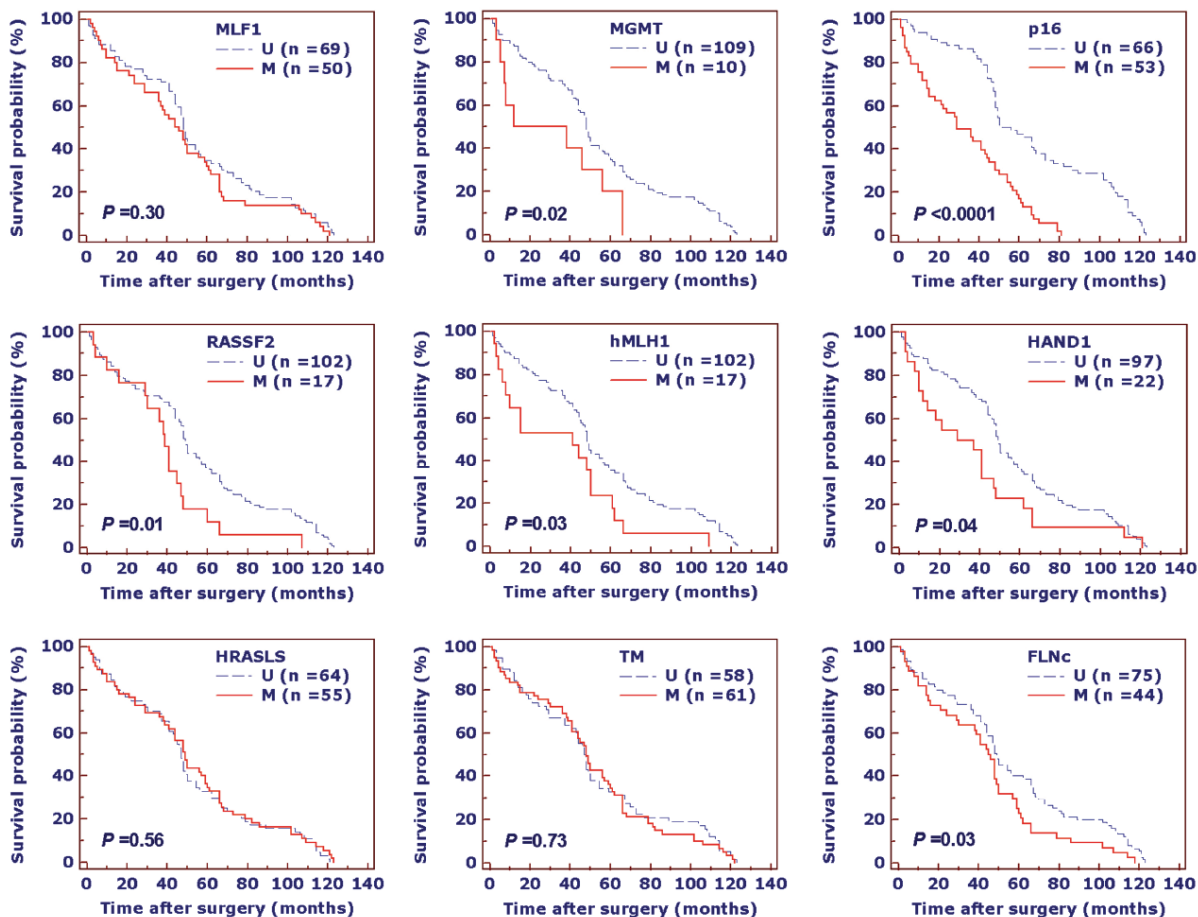 MLF1
U (n =69)
M (n =50)
P =0.30
Survival probability (%)
100
80
60
40
20
0
0 20 40 60 80 100 120 140
Time after surgery (months)
MGMT
U (n =109)
M (n =10)
P =0.02
Survival probability (%)
100
80
60
40
20
0
0 20 40 60 80 100 120 140
Time after surgery (months)
p16
U (n =66)
M (n =53)
P <0.0001
Survival probability (%)
100
80
60
40
20
0
0 20 40 60 80 100 120 140
Time after surgery (months)
RASSF2
U (n =102)
M (n =17)
P =0.01
Survival probability (%)
100
80
60
40
20
0
0 20 40 60 80 100 120 140
Time after surgery (months)
hMLH1
U (n =102)
M (n =17)
P =0.03
Survival probability (%)
100
80
60
40
20
0
0 20 40 60 80 100 120 140
Time after surgery (months)
HAND1
U (n =97)
M (n =22)
P =0.04
Survival probability (%)
100
80
60
40
20
0
0 20 40 60 80 100 120 140
Time after surgery (months)
HRASLS
U (n =64)
M (n =55)
P =0.56
Survival probability (%)
100
80
60
40
20
0
0 20 40 60 80 100 120 140
Time after surgery (months)
TM
U (n =58)
M (n =61)
P =0.73
Survival probability (%)
100
80
60
40
20
0
0 20 40 60 80 100 120 140
Time after surgery (months)
FLNc
U (n =75)
M (n =44)
P =0.03
Survival probability (%)
100
80
60
40
20
0
0 20 40 60 80 100 120 140
Time after surgery (months)